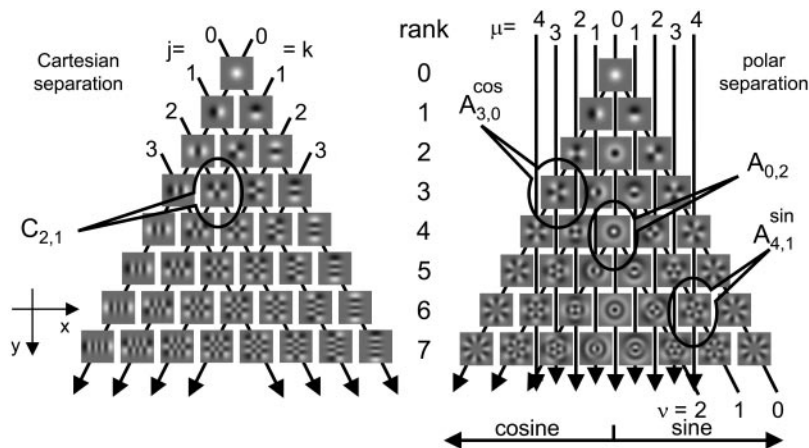 Cartesian separation
j= 0 0 = k
1 1
2 2
3 3
C2,1
x
y
rank
0
1
2
3
4
5
6
7
μ= 4 3 2 1 0 1 2 3 4
polar separation
A3,0 cos
A0,2
A4,1 sin
ν = 2 1 0
cosine sine